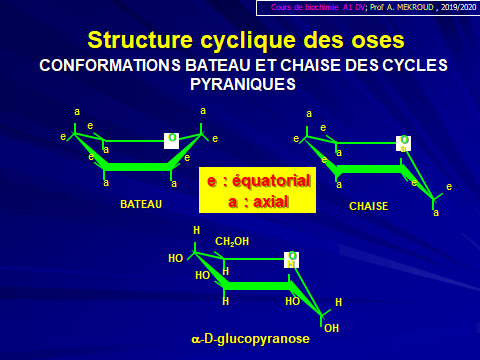 Cours de biochimie A1 DV; Prof A. MEKROUD , 2019/2020
Structure cyclique des oses
CONFORMATIONS BATEAU ET CHAISE DES CYCLES
PYRANIQUES
a
a
e
e
O
e
a
e
e
a
a
BATEAU
a
e
O
e
a
a
e
a
e
e
a
CHAISE
e : équatorial
a : axial
H
CH2OH
HO
O
H
HO
H
H
HO
H
OH
α-D-glucopyranose